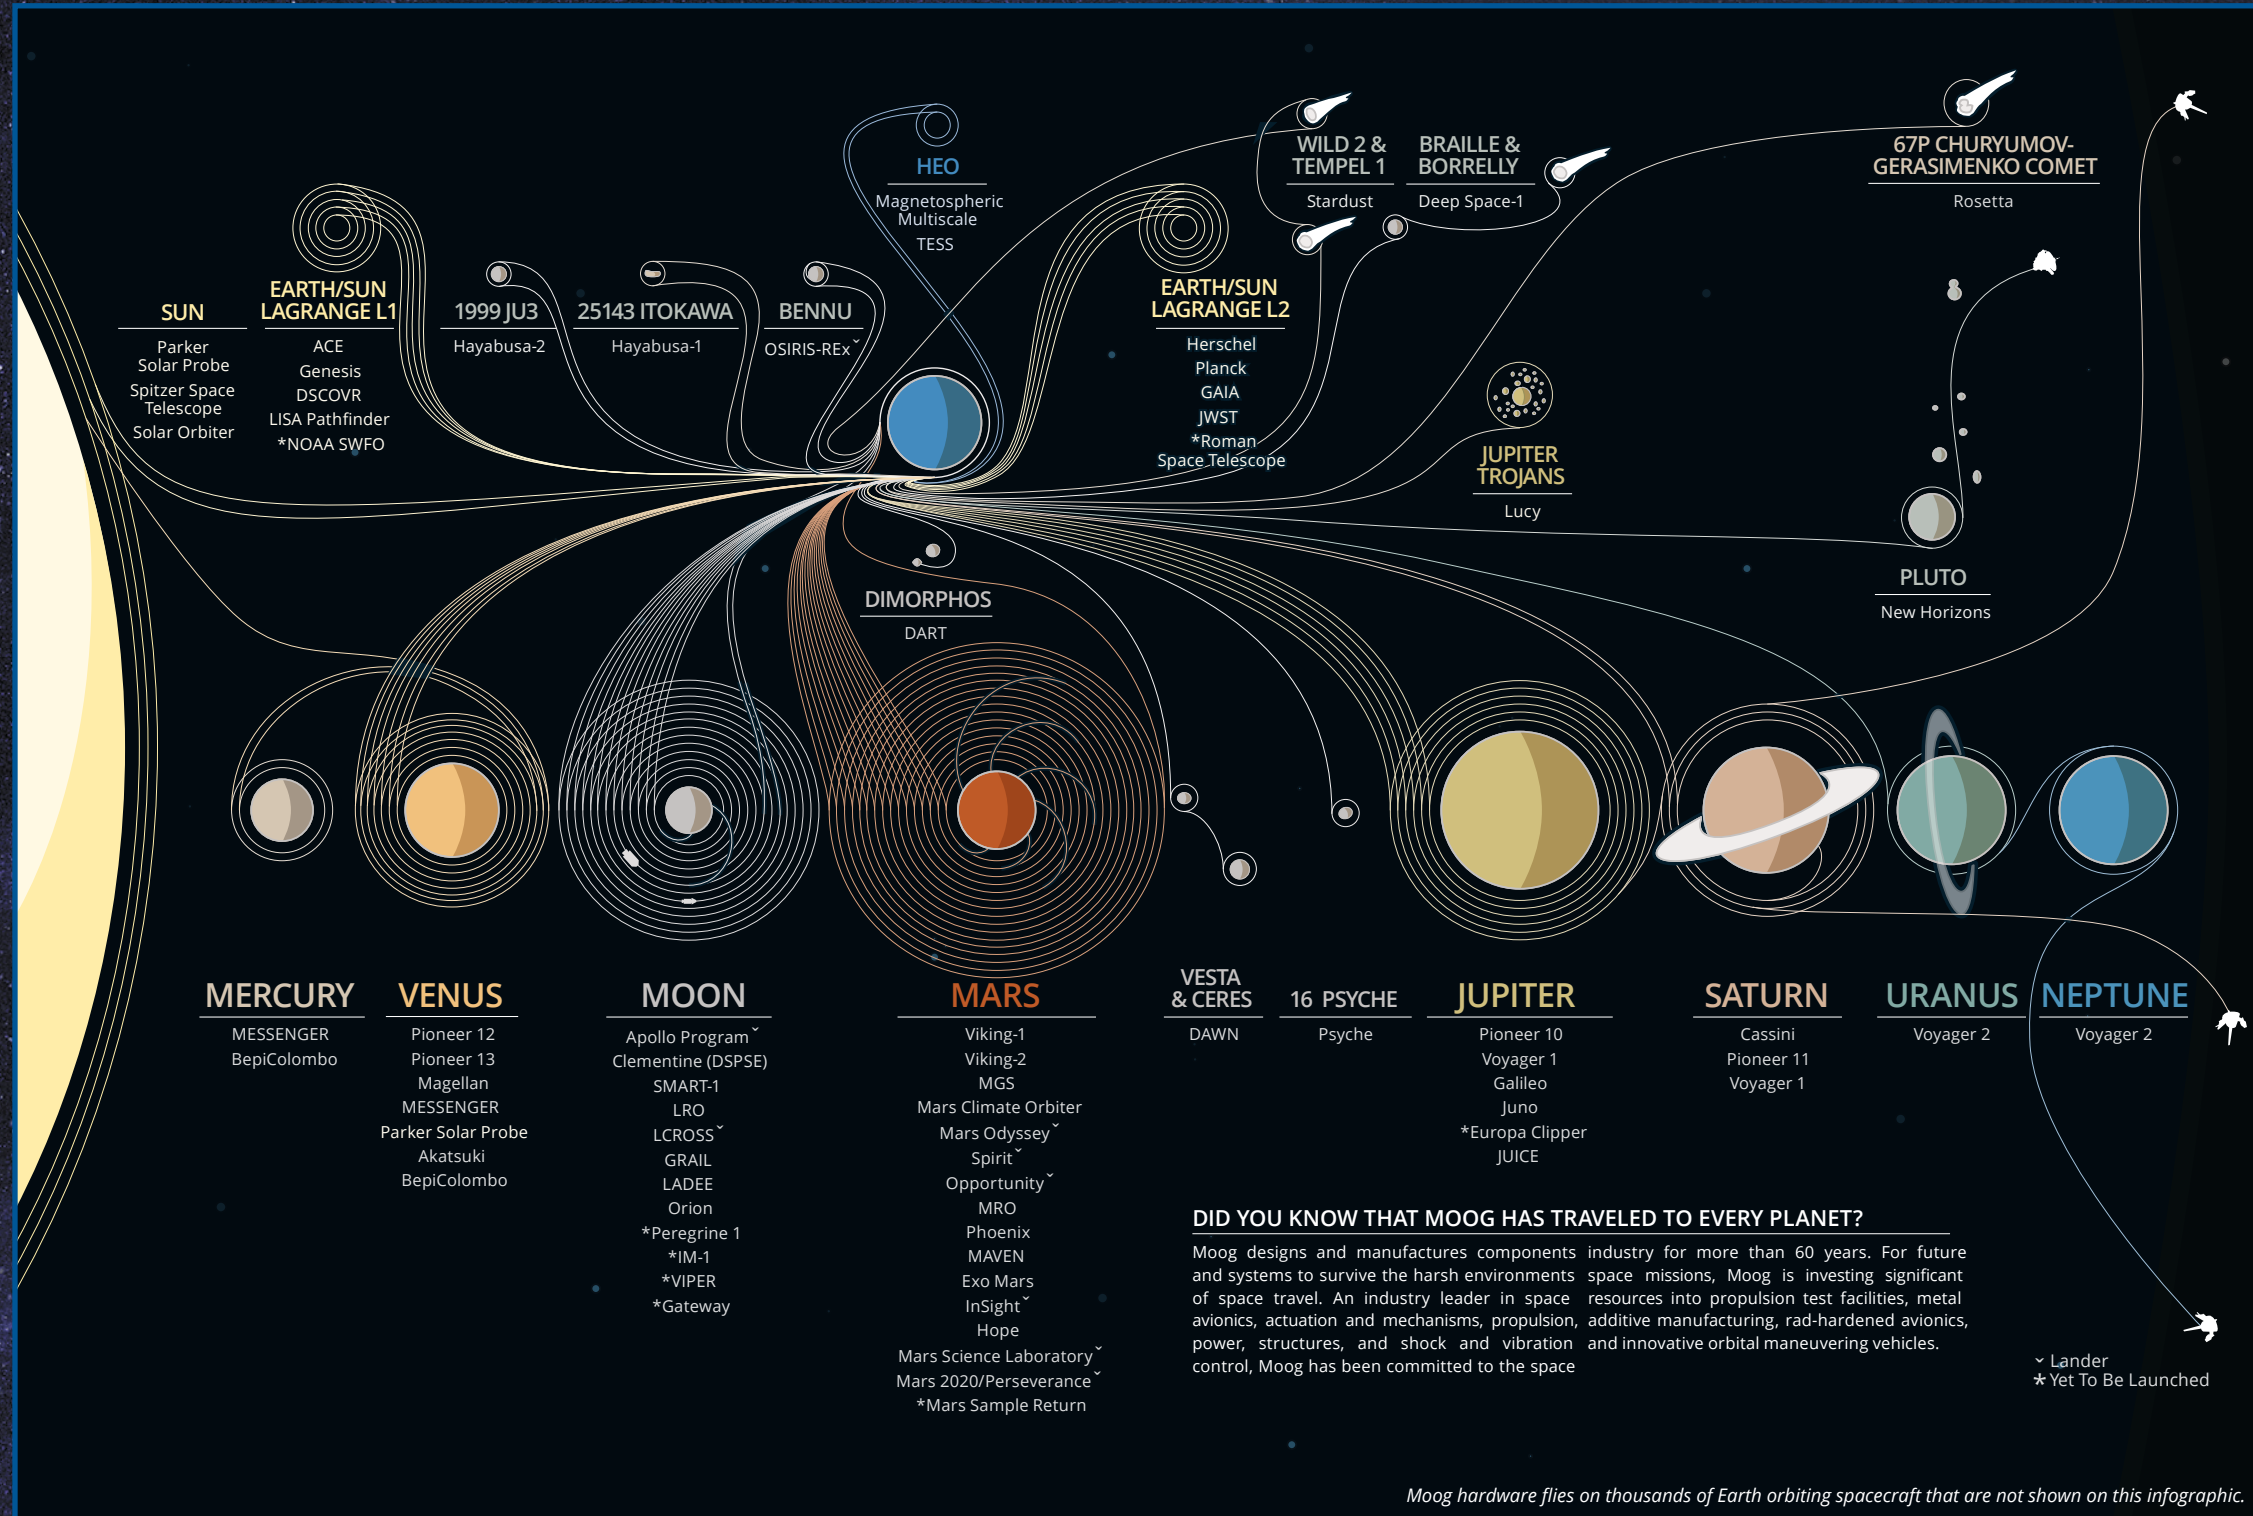 HEO
Magnetospheric
Multiscale
TESS
WILD 2 &
TEMPEL 1
Stardust
BRAILLE &
BORRELLY
Deep Space-1
67P CHURYUMOV-
GERASIMENKO COMET
Rosetta
SUN
Parker
Solar Probe
Spitzer Space
Telescope
Solar Orbiter
EARTH/SUN
LAGRANGE L1
ACE
Genesis
DSCOVR
LISA Pathfinder
*NOAA SWFO
1999 JU3
Hayabusa-2
25143 ITOKAWA
Hayabusa-1
BENNU
OSIRIS-REx˅
EARTH/SUN
LAGRANGE L2
Herschel
Planck
GAIA
JWST
*Roman
Space Telescope
JUPITER
TROJANS
Lucy
PLUTO
New Horizons
DIMORPHOS
DART
MERCURY
MESSENGER
BepiColombo
VENUS
Pioneer 12
Pioneer 13
Magellan
MESSENGER
Parker Solar Probe
Akatsuki
BepiColombo
MOON
Apollo Program˅
Clementine (DSPSE)
SMART-1
LRO
LCROSS˅
GRAIL
LADEE
Orion
*Peregrine 1
*IM-1
*VIPER
*Gateway
MARS
Viking-1
Viking-2
MGS
Mars Climate Orbiter
Mars Odyssey˅
Spirit˅
Opportunity˅
MRO
Phoenix
MAVEN
Exo Mars
InSight˅
Hope
Mars Science Laboratory˅
Mars 2020/Perseverance˅
*Mars Sample Return
VESTA
& CERES
DAWN
16 PSYCHE
Psyche
JUPITER
Pioneer 10
Voyager 1
Galileo
Juno
*Europa Clipper
JUICE
SATURN
Cassini
Pioneer 11
Voyager 1
URANUS
Voyager 2
NEPTUNE
Voyager 2
DID YOU KNOW THAT MOOG HAS TRAVELED TO EVERY PLANET?
Moog designs and manufactures components
and systems to survive the harsh environments
of space travel. An industry leader in space
avionics, actuation and mechanisms, propulsion,
power, structures, and shock and vibration
control, Moog has been committed to the space
industry for more than 60 years. For future
space missions, Moog is investing significant
resources into propulsion test facilities, metal
additive manufacturing, rad-hardened avionics,
and innovative orbital maneuvering vehicles.
˅ Lander
* Yet To Be Launched
Moog hardware flies on thousands of Earth orbiting spacecraft that are not shown on this infographic.